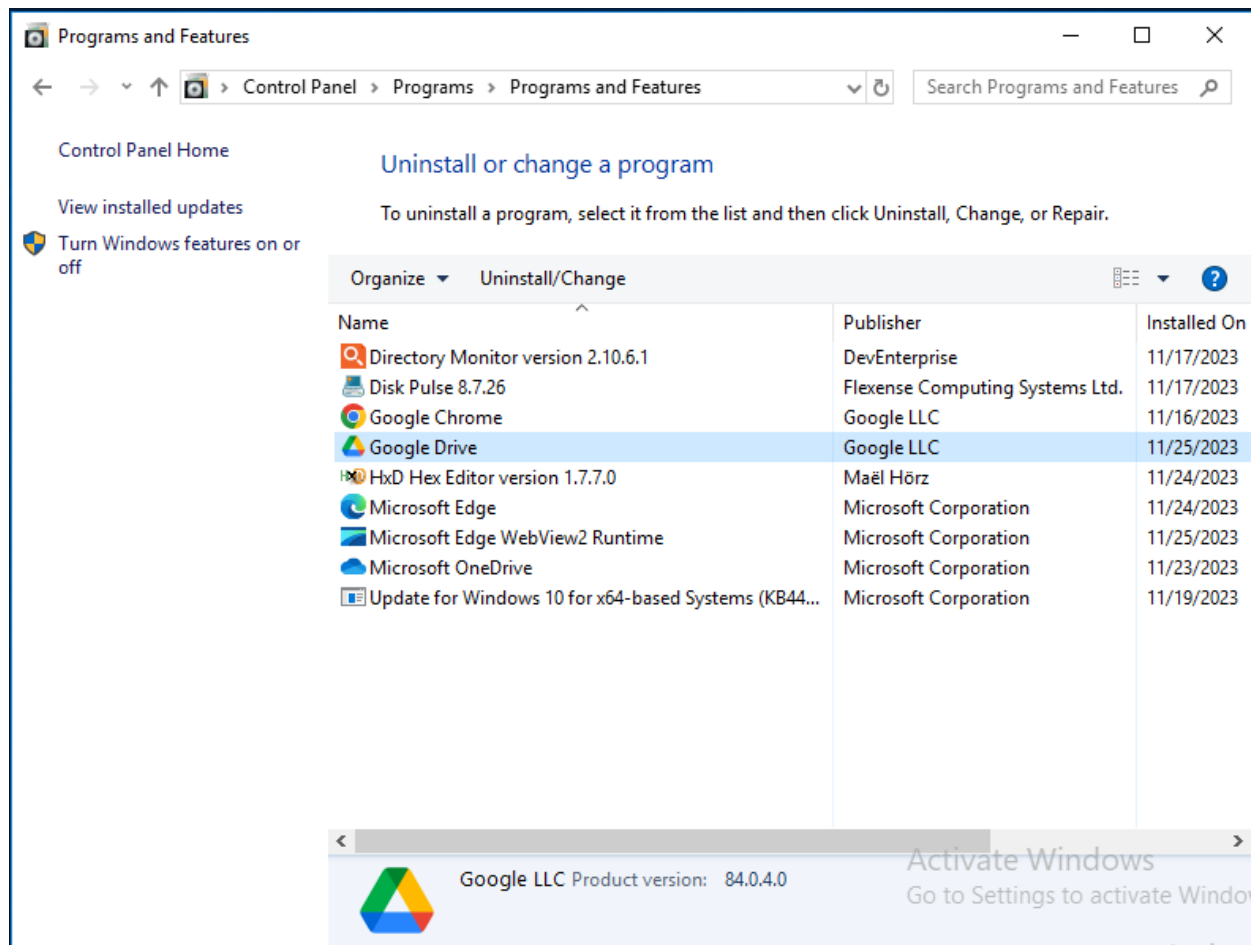 Programs and Features
Control Panel > Programs > Programs and Features
Search Programs and Features
Control Panel Home
View installed updates
Turn Windows features on or
off
Uninstall or change a program
To uninstall a program, select it from the list and then click Uninstall, Change, or Repair.
Organize Uninstall/Change
Name Publisher Installed On
Directory Monitor version 2.10.6.1 DevEnterprise 11/17/2023
Disk Pulse 8.7.26 Flexense Computing Systems Ltd. 11/17/2023
Google Chrome Google LLC 11/16/2023
Google Drive Google LLC 11/25/2023
HxD Hex Editor version 1.7.7.0 Maël Hörz 11/24/2023
Microsoft Edge Microsoft Corporation 11/24/2023
Microsoft Edge WebView2 Runtime Microsoft Corporation 11/25/2023
Microsoft OneDrive Microsoft Corporation 11/23/2023
Update for Windows 10 for x64-based Systems (KB44... Microsoft Corporation 11/19/2023
Google LLC Product version: 84.0.4.0
Activate Windows
Go to Settings to activate Windo